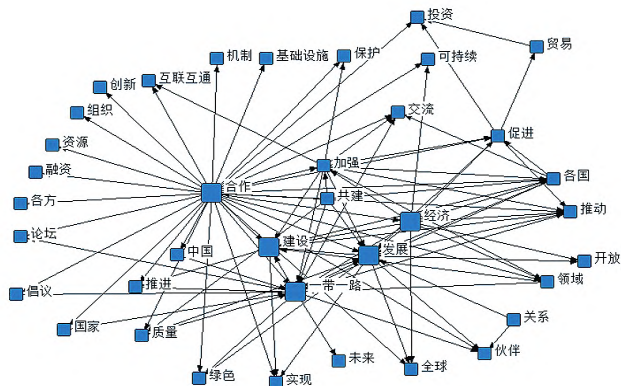 投资
贸易
机制
基础设施
保护
可持续
创新
互联互通
组织
交流
促进
资源
加强
融资
合作
各国
各方
共建
经济
推动
论坛
中国
建设
发展
开放
倡议
推进
一带一路
领域
国家
质量
关系
未来
伙伴
绿色
实现
全球